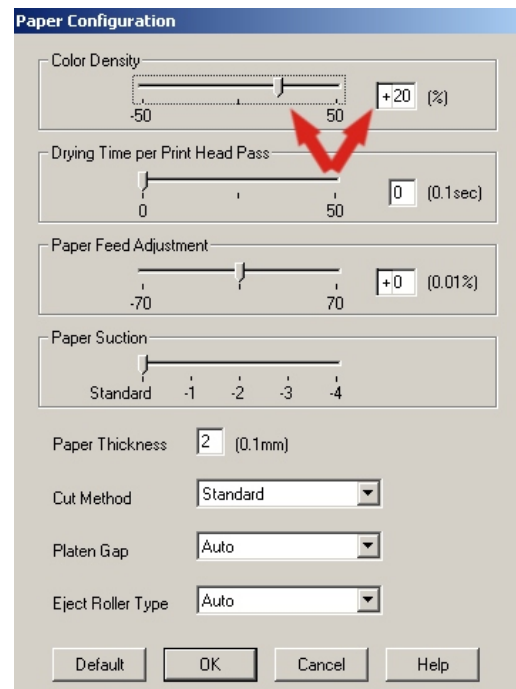 Paper Configuration
Color Density
+20 (%)
-50 50
Drying Time per Print Head Pass
0 (0.1sec)
0 50
Paper Feed Adjustment
+0 (0.01%)
-70 70
Paper Suction
Standard -1 -2 -3 -4
Paper Thickness 2 (0.1mm)
Cut Method Standard
Platen Gap Auto
Eject Roller Type Auto
Default OK Cancel Help